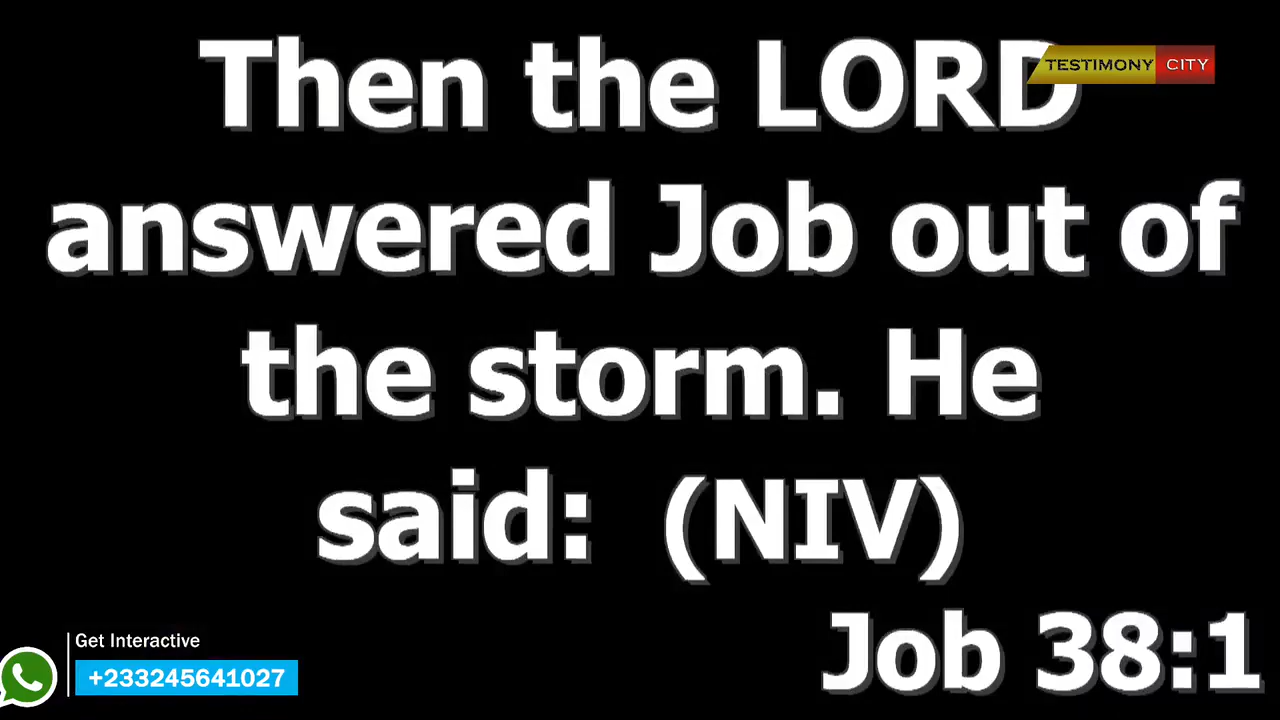 Then the LORD
TESTIMONY CITY
answered Job out of
the storm. He
said: (NIV)
Job 38:1
Get Interactive
+233245641027